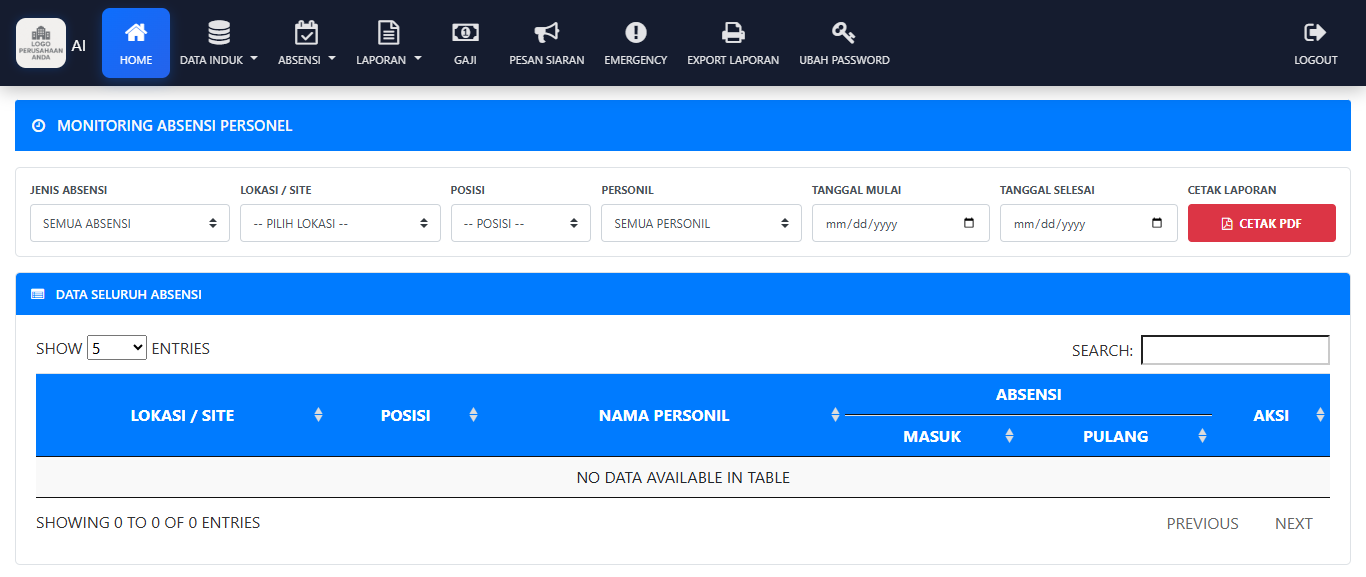 LOGO
PERUSAHAAN
ANDA
AI
HOME
DATA INDUK
ABSENSI
LAPORAN
GAJI
PESAN SIARAN
EMERGENCY
EXPORT LAPORAN
UBAH PASSWORD
LOGOUT
MONITORING ABSENSI PERSONEL
JENIS ABSENSI LOKASI / SITE POSISI PERSONIL TANGGAL MULAI TANGGAL SELESAI CETAK LAPORAN
SEMUA ABSENSI -- PILIH LOKASI -- -- POSISI -- SEMUA PERSONIL mm/dd/yyyy mm/dd/yyyy CETAK PDF
DATA SELURUH ABSENSI
SHOW 5 ENTRIES SEARCH:
LOKASI / SITE POSISI NAMA PERSONIL ABSENSI AKSI
MASUK PULANG
NO DATA AVAILABLE IN TABLE
SHOWING 0 TO 0 OF 0 ENTRIES PREVIOUS NEXT